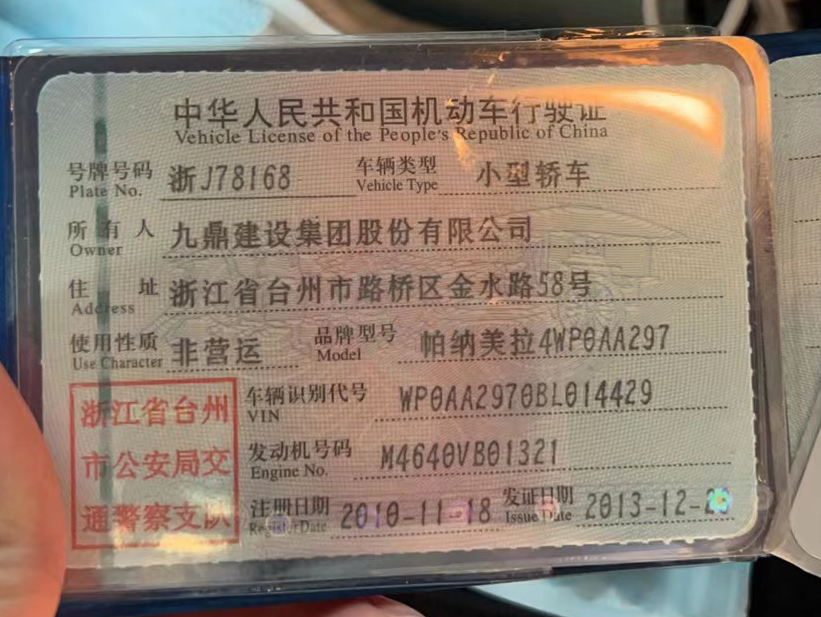 中华人民共和国机动车行驶证
Vehicle License of the People's Republic of China
号牌号码 浙J78168 车辆类型 小型轿车
Plate No. Vehicle Type
所有人 九鼎建设集团股份有限公司
Owner
住址 浙江省台州市路桥区金水路58号
Address
使用性质 非营运 品牌型号 帕纳美拉4WP0AA297
Use Character Model
浙江省台州
市公安局交
通警察支队
车辆识别代号 WP0AA2970BL014429
VIN
发动机号码 M4640VB01321
Engine No.
注册日期 2010-11-18 发证日期 2013-12-
Register Date Issue Date